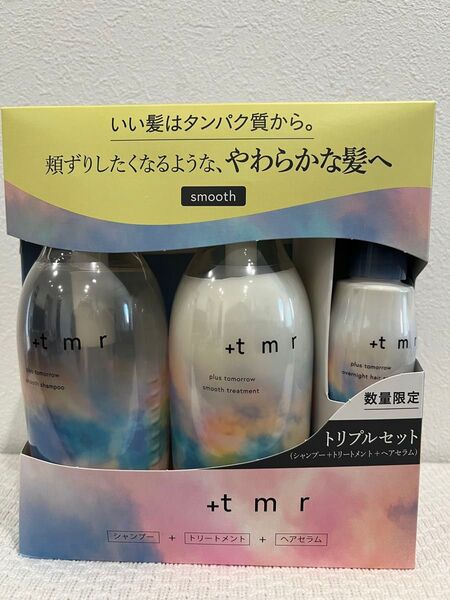 いい髪はタンパク質から。
頬ずりしたくなるような、やわらかな髪へ
smooth
+t m r
plus tomorrow
smooth shampoo
+t m r
plus tomorrow
smooth treatment
+t m r
plus tomorrow
overnight hair
数量限定
トリプルセット
(シャンプー+トリートメント+ヘアセラム)
+t m r
シャンプー + トリートメント + ヘアセラム